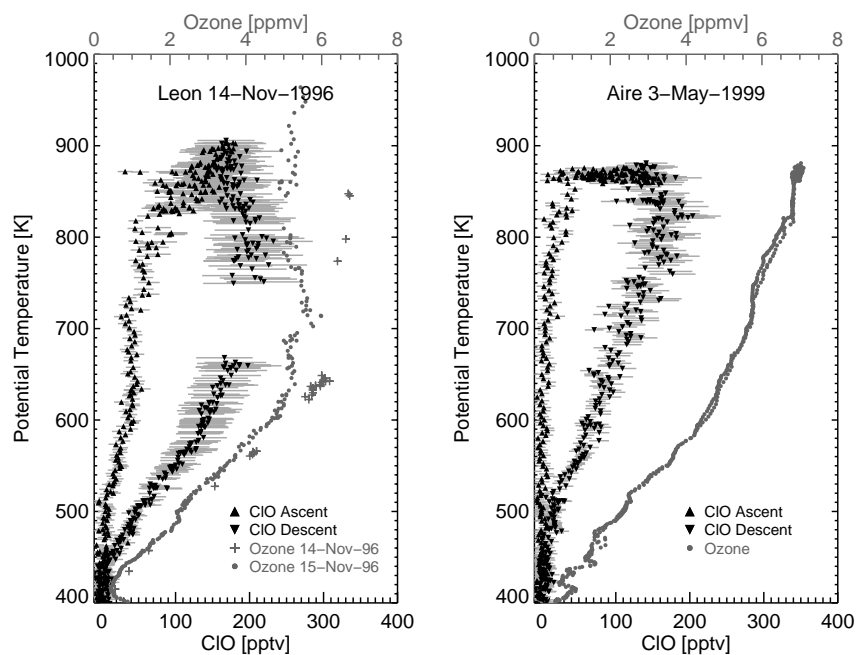 Ozone [ppmv]
0 2 4 6 8
1000
900
800
700
600
500
400
Potential Temperature [K]
Leon 14−Nov−1996
ClO Ascent
ClO Descent
Ozone 14−Nov−96
Ozone 15−Nov−96
0 100 200 300 400
ClO [pptv]
Ozone [ppmv]
0 2 4 6 8
1000
900
800
700
600
500
400
Potential Temperature [K]
Aire 3−May−1999
ClO Ascent
ClO Descent
Ozone
0 100 200 300 400
ClO [pptv]